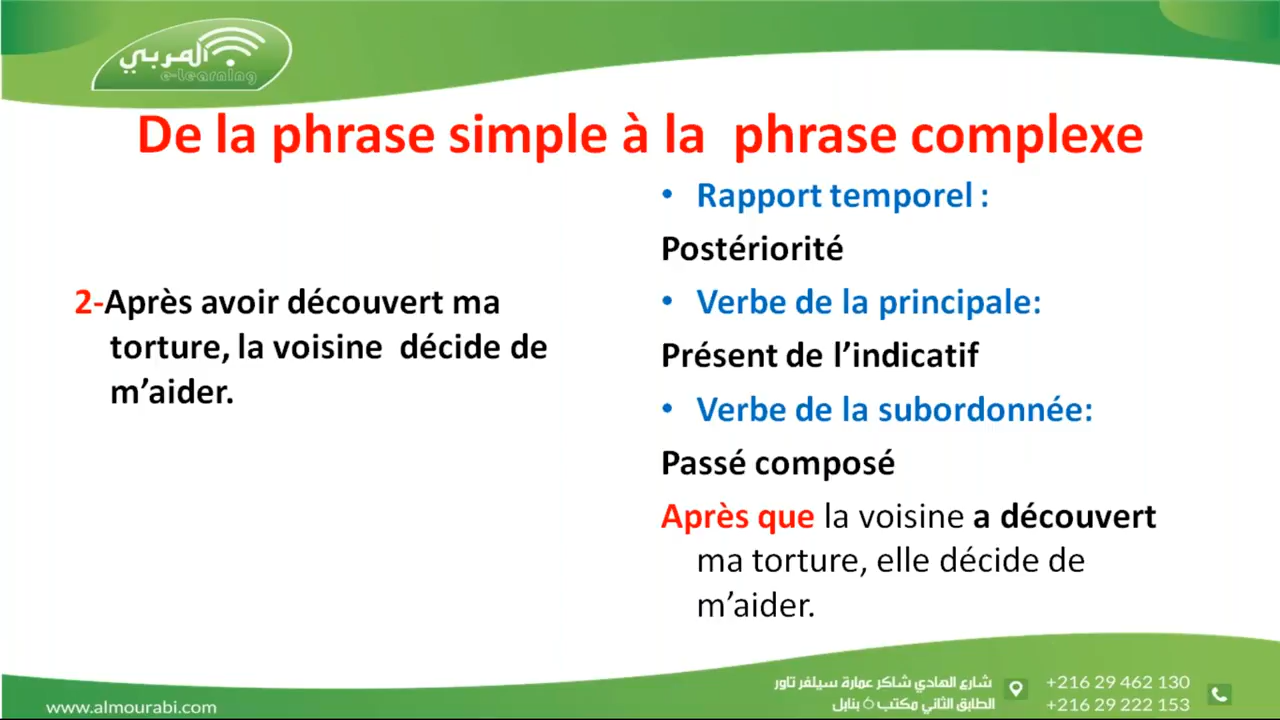 المربي
e-learning
De la phrase simple à la phrase complexe
2-Après avoir découvert ma
torture, la voisine décide de
m’aider.
• Rapport temporel :
Postériorité
• Verbe de la principale:
Présent de l’indicatif
• Verbe de la subordonnée:
Passé composé
Après que la voisine a découvert
ma torture, elle décide de
m’aider.
www.almourabi.com
شارع الهادي شاكر عمارة سيلفر تاور
الطابق الثاني مكتب بنابل
+216 29 462 130
+216 29 222 153